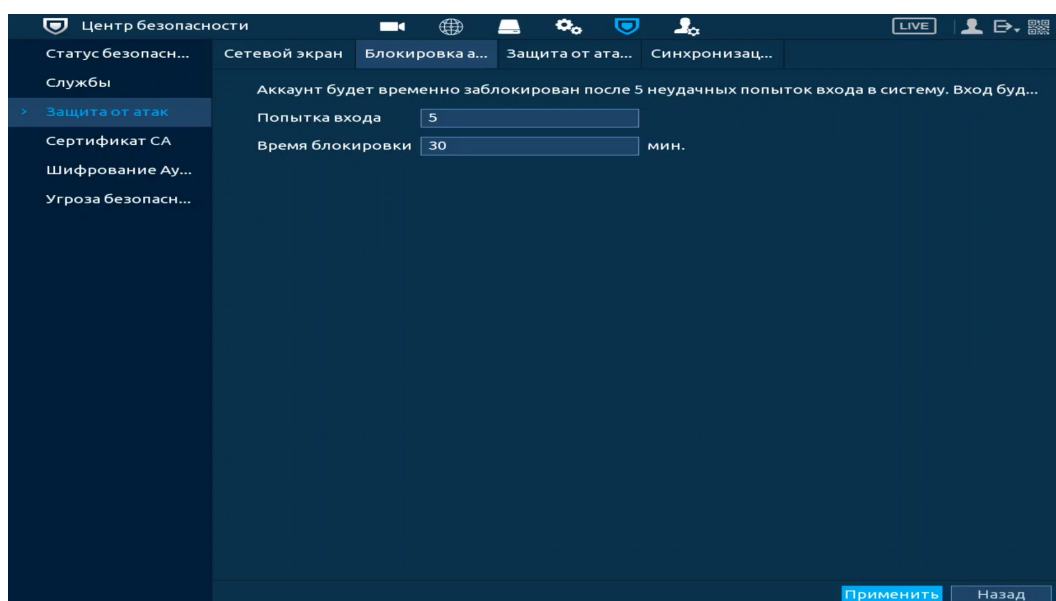 Центр безопасности LIVE
Статус безопасн...
Службы
Защита от атак
Сертификат CA
Шифрование Ау...
Угроза безопасн...
Сетевой экран Блокировка а... Защита от ата... Синхронизац...
Аккаунт будет временно заблокирован после 5 неудачных попыток входа в систему. Вход буд...
Попытка входа 5
Время блокировки 30 мин.
Применить Назад